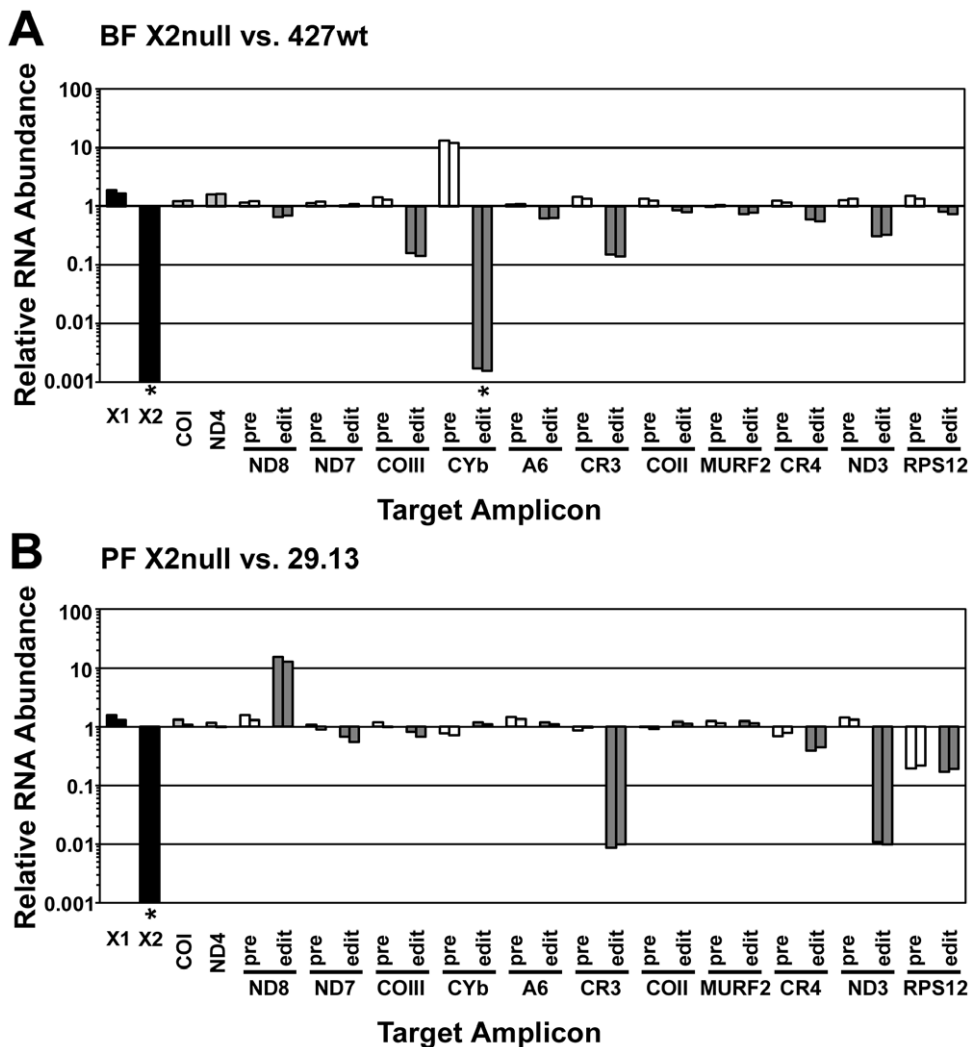 A BF X2null vs. 427wt
Relative RNA Abundance
100
10
1
0.1
0.01
0.001
* *
X1 X2 COI ND4 pre edit pre edit pre edit pre edit pre edit pre edit pre edit pre edit pre edit pre edit pre edit
ND8 ND7 COIII CYb A6 CR3 COII MURF2 CR4 ND3 RPS12
Target Amplicon
B PF X2null vs. 29.13
Relative RNA Abundance
100
10
1
0.1
0.01
0.001
*
X1 X2 COI ND4 pre edit pre edit pre edit pre edit pre edit pre edit pre edit pre edit pre edit pre edit pre edit
ND8 ND7 COIII CYb A6 CR3 COII MURF2 CR4 ND3 RPS12
Target Amplicon